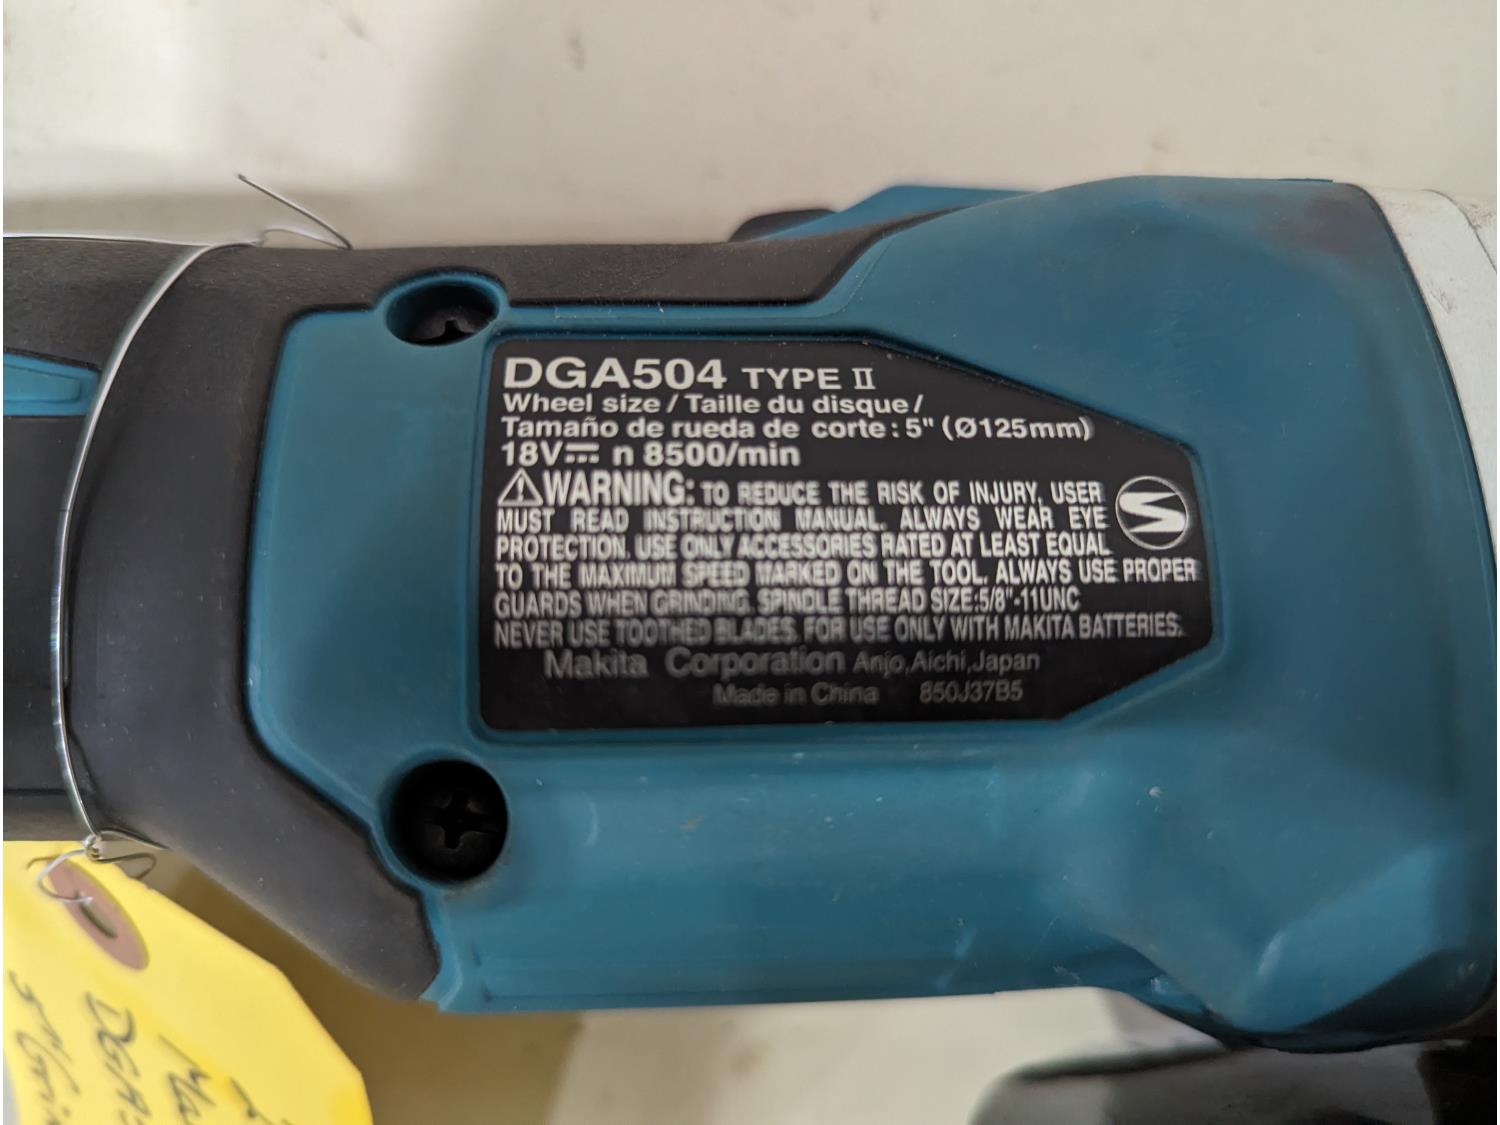 DGA504 TYPE II
Wheel size / Taille du disque /
Tamaño de rueda de corte : 5" (Ø125mm)
18V⎓ n 8500/min
⚠WARNING: TO REDUCE THE RISK OF INJURY, USER
MUST READ INSTRUCTION MANUAL. ALWAYS WEAR EYE
PROTECTION. USE ONLY ACCESSORIES RATED AT LEAST EQUAL
TO THE MAXIMUM SPEED MARKED ON THE TOOL. ALWAYS USE PROPER
GUARDS WHEN GRINDING. SPINDLE THREAD SIZE:5/8"-11UNC
NEVER USE TOOTHED BLADES. FOR USE ONLY WITH MAKITA BATTERIES.
Makita Corporation Anjo,Aichi,Japan
Made in China 850J37B5